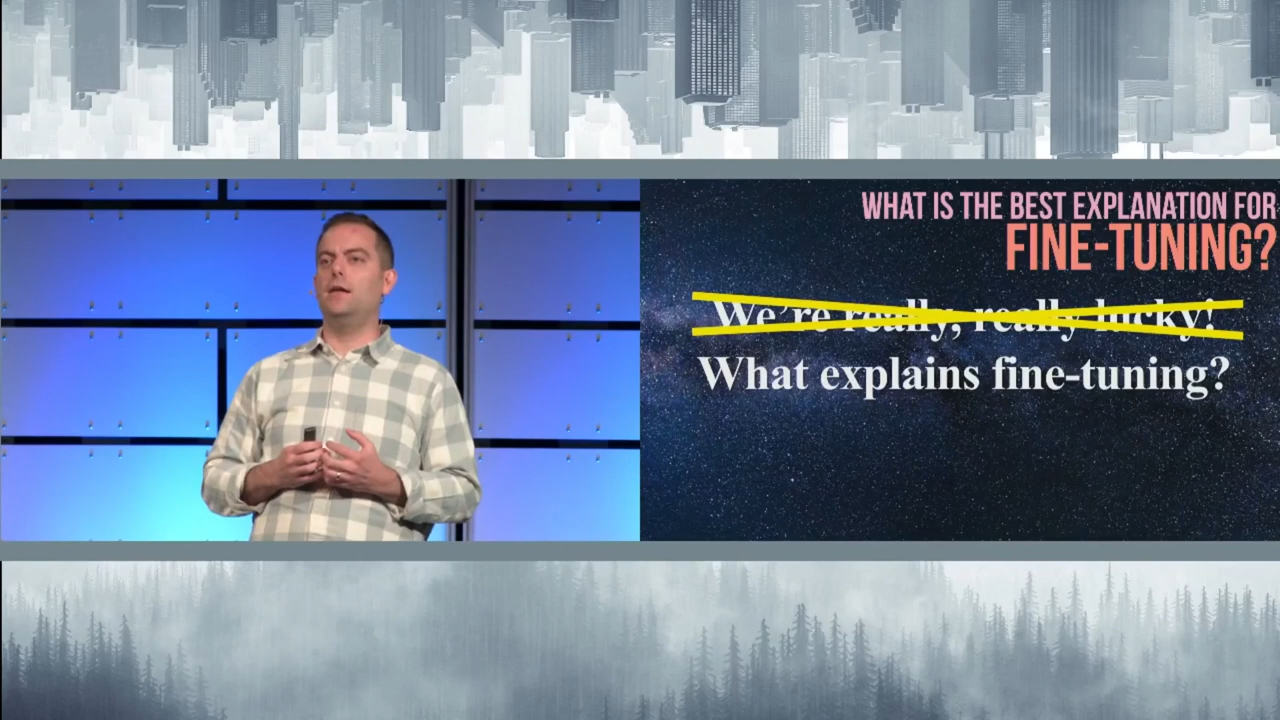 WHAT IS THE BEST EXPLANATION FOR
FINE-TUNING?
We're really, really lucky!
What explains fine-tuning?